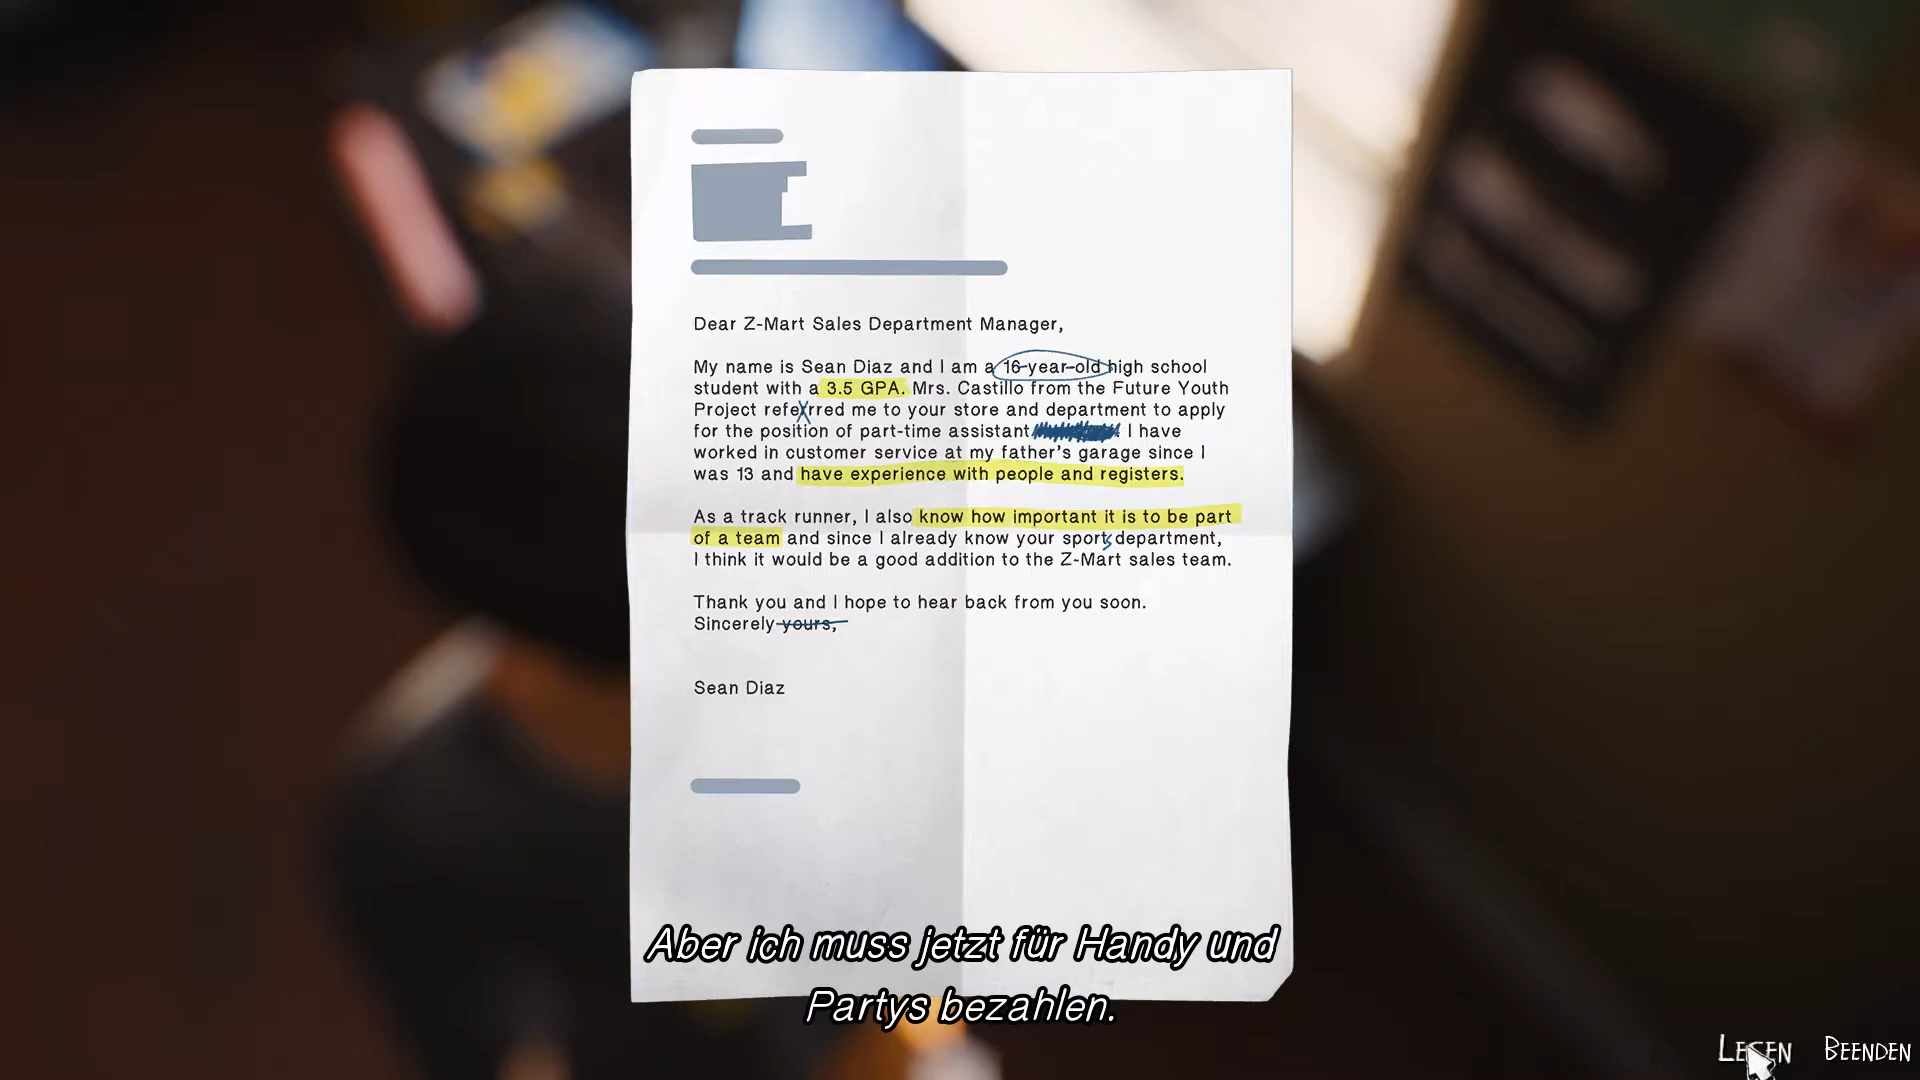 Dear Z-Mart Sales Department Manager,
My name is Sean Diaz and I am a 16-year-old high school
student with a 3.5 GPA. Mrs. Castillo from the Future Youth
Project referrred me to your store and department to apply
for the position of part-time assistant I have
worked in customer service at my father's garage since I
was 13 and have experience with people and registers.
As a track runner, I also know how important it is to be part
of a team and since I already know your sports department,
I think it would be a good addition to the Z-Mart sales team.
Thank you and I hope to hear back from you soon.
Sincerely yours,
Sean Diaz
Aber ich muss jetzt für Handy und
Partys bezahlen.
LESEN BEENDEN